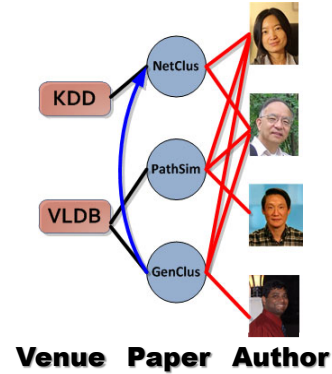 NetClus
KDD
PathSim
VLDB
GenClus
Venue Paper Author